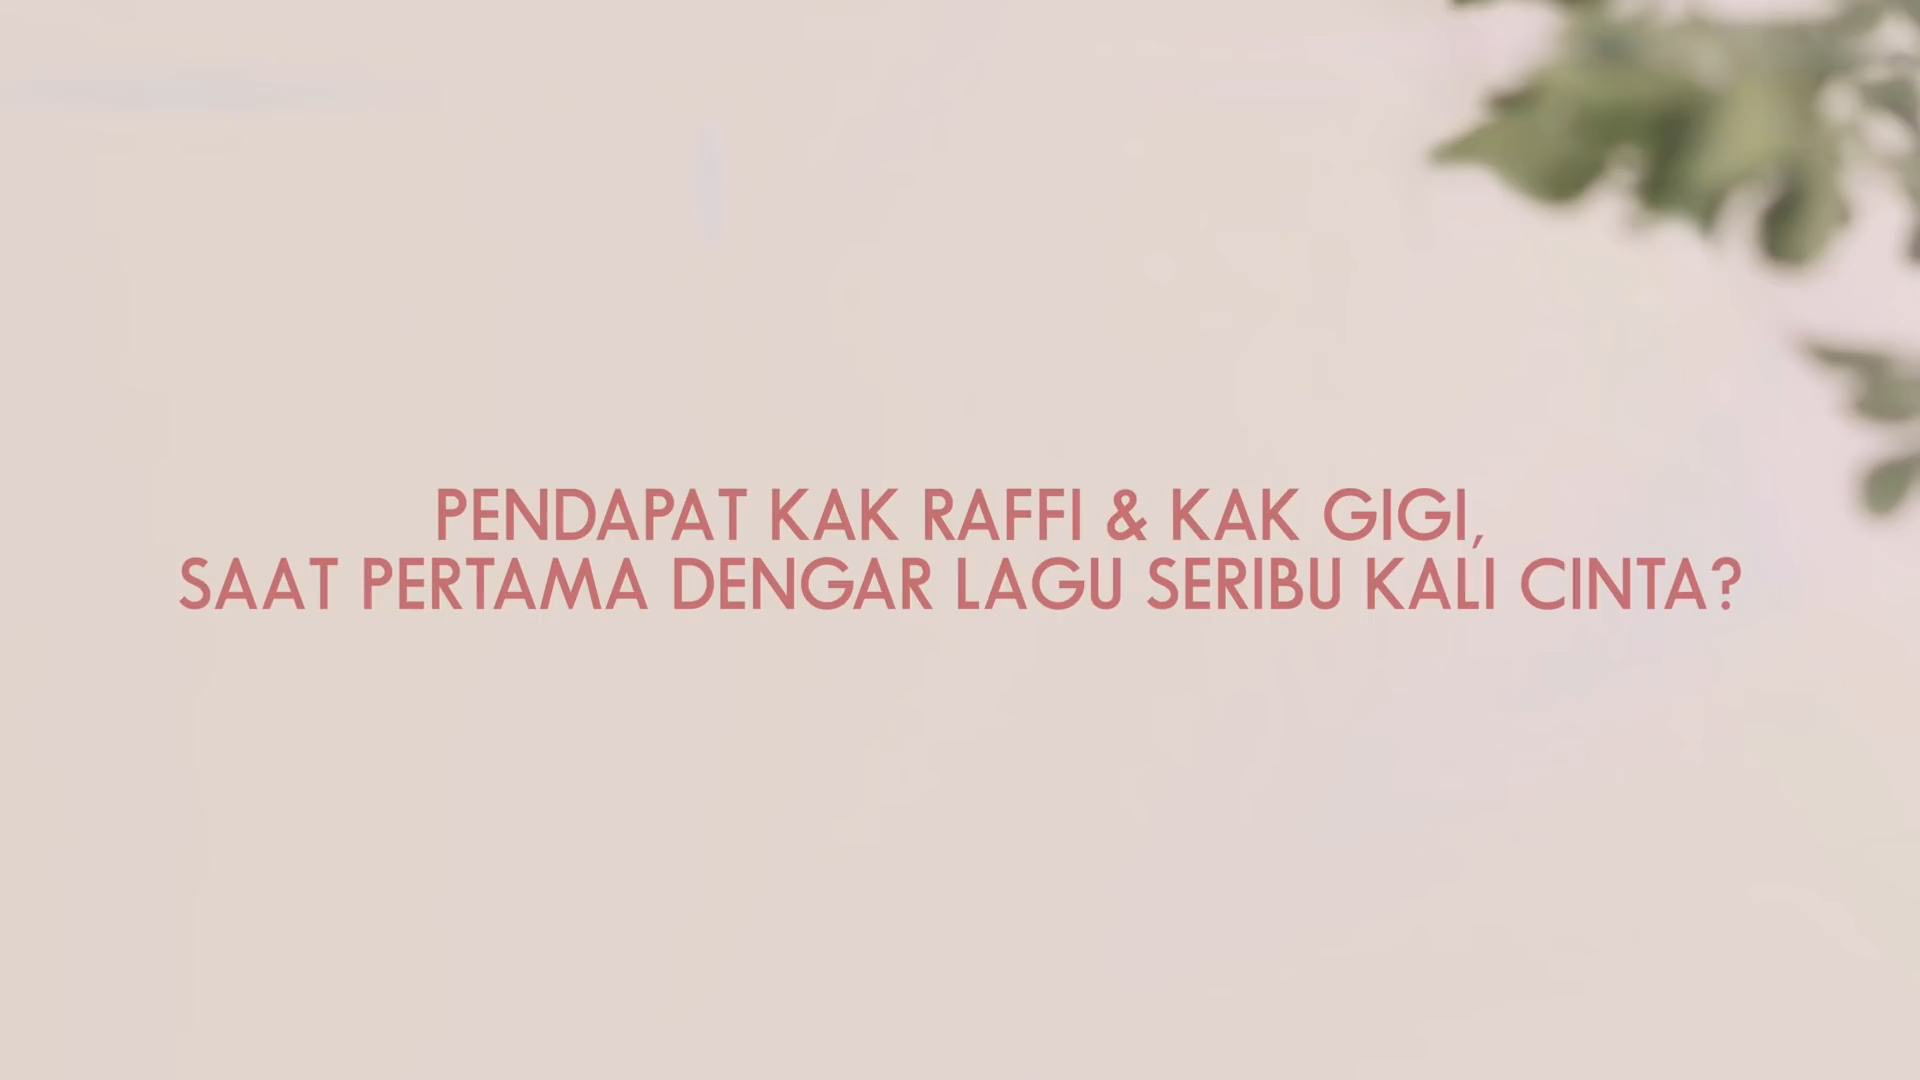 PENDAPAT KAK RAFFI & KAK GIGI,
SAAT PERTAMA DENGAR LAGU SERIBU KALI CINTA?